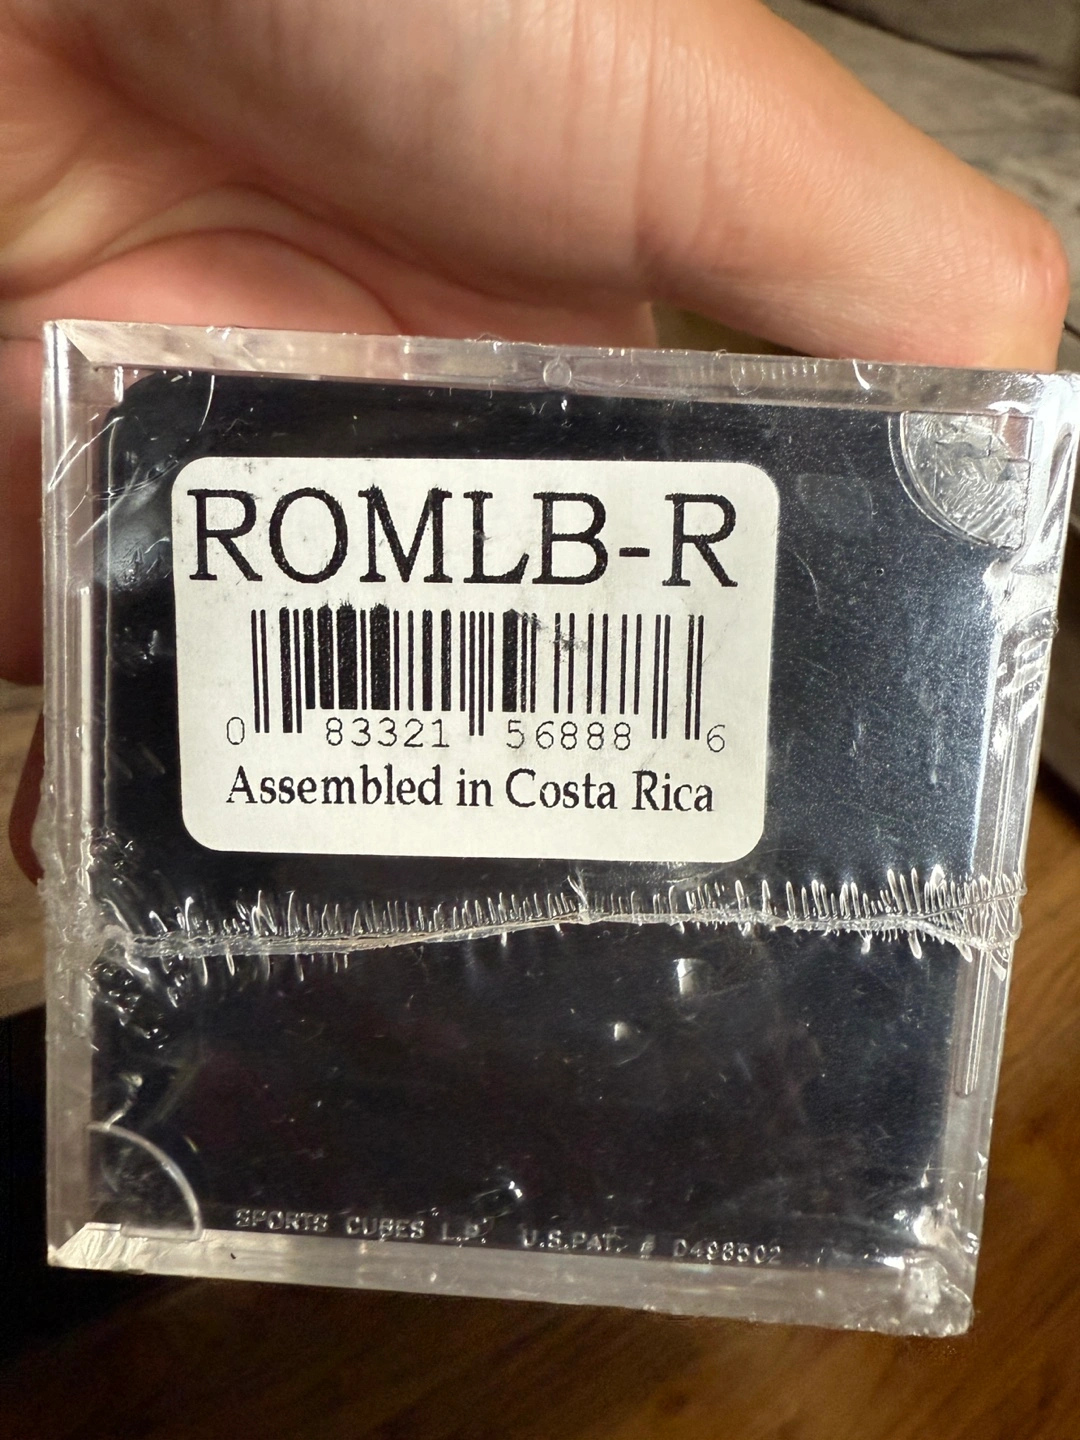 ROMLB-R
0 83321 56888 6
Assembled in Costa Rica
SPORTS CUBES L.P. U.S.PAT. # D498502